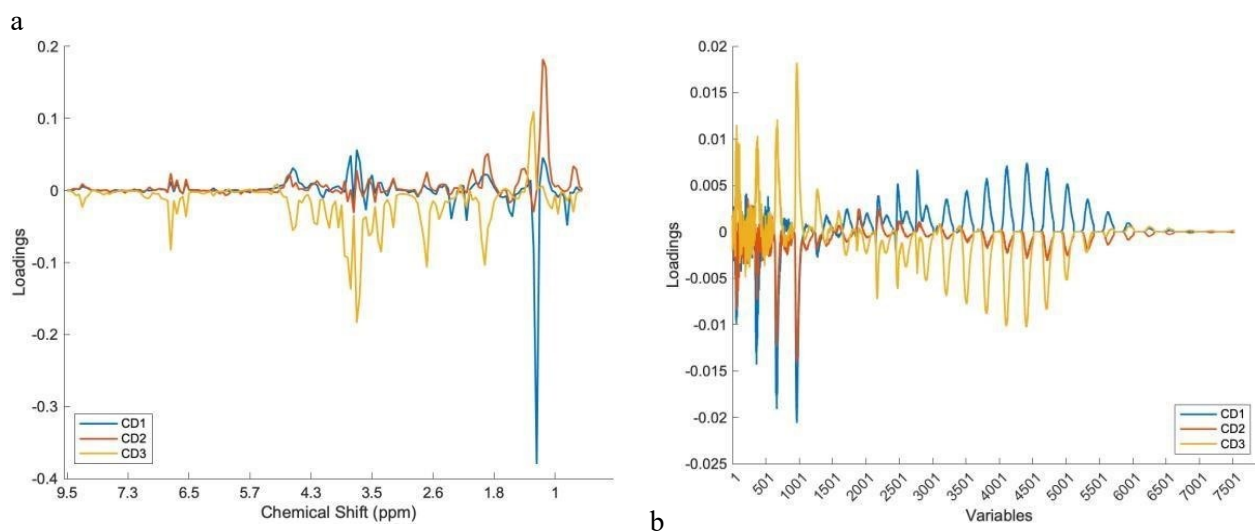 a
0.2
0.1
0
-0.1
-0.2
-0.3
-0.4
Loadings
CD1
CD2
CD3
9.5 7.3 6.5 5.7 4.3 3.5 2.6 1.8 1
Chemical Shift (ppm)
b
0.02
0.015
0.01
0.005
0
-0.005
-0.01
-0.015
-0.02
-0.025
Loadings
CD1
CD2
CD3
1 501 1001 1501 2001 2501 3001 3501 4001 4501 5001 5501 6001 6501 7001 7501
Variables